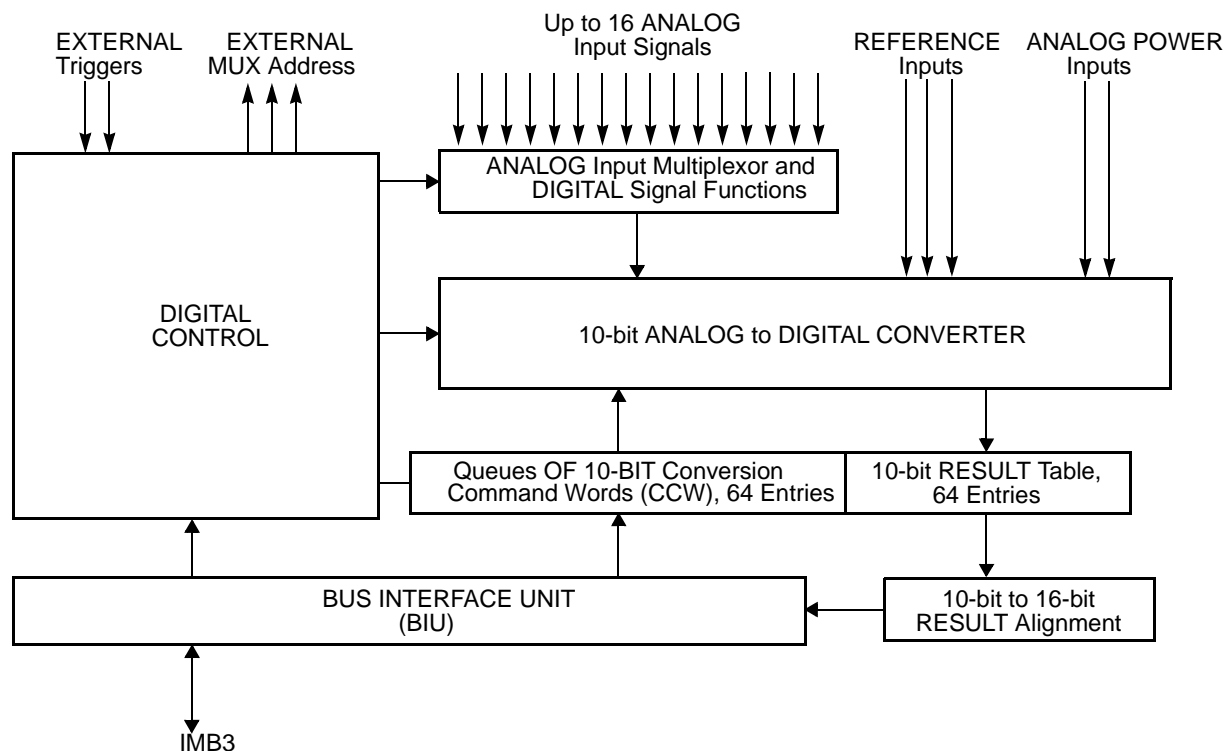 EXTERNAL
Triggers
EXTERNAL
MUX Address
Up to 16 ANALOG
Input Signals
REFERENCE
Inputs
ANALOG POWER
Inputs
ANALOG Input Multiplexor and
DIGITAL Signal Functions
DIGITAL
CONTROL
10-bit ANALOG to DIGITAL CONVERTER
Queues OF 10-BIT Conversion
Command Words (CCW), 64 Entries
10-bit RESULT Table,
64 Entries
BUS INTERFACE UNIT
(BIU)
10-bit to 16-bit
RESULT Alignment
IMB3